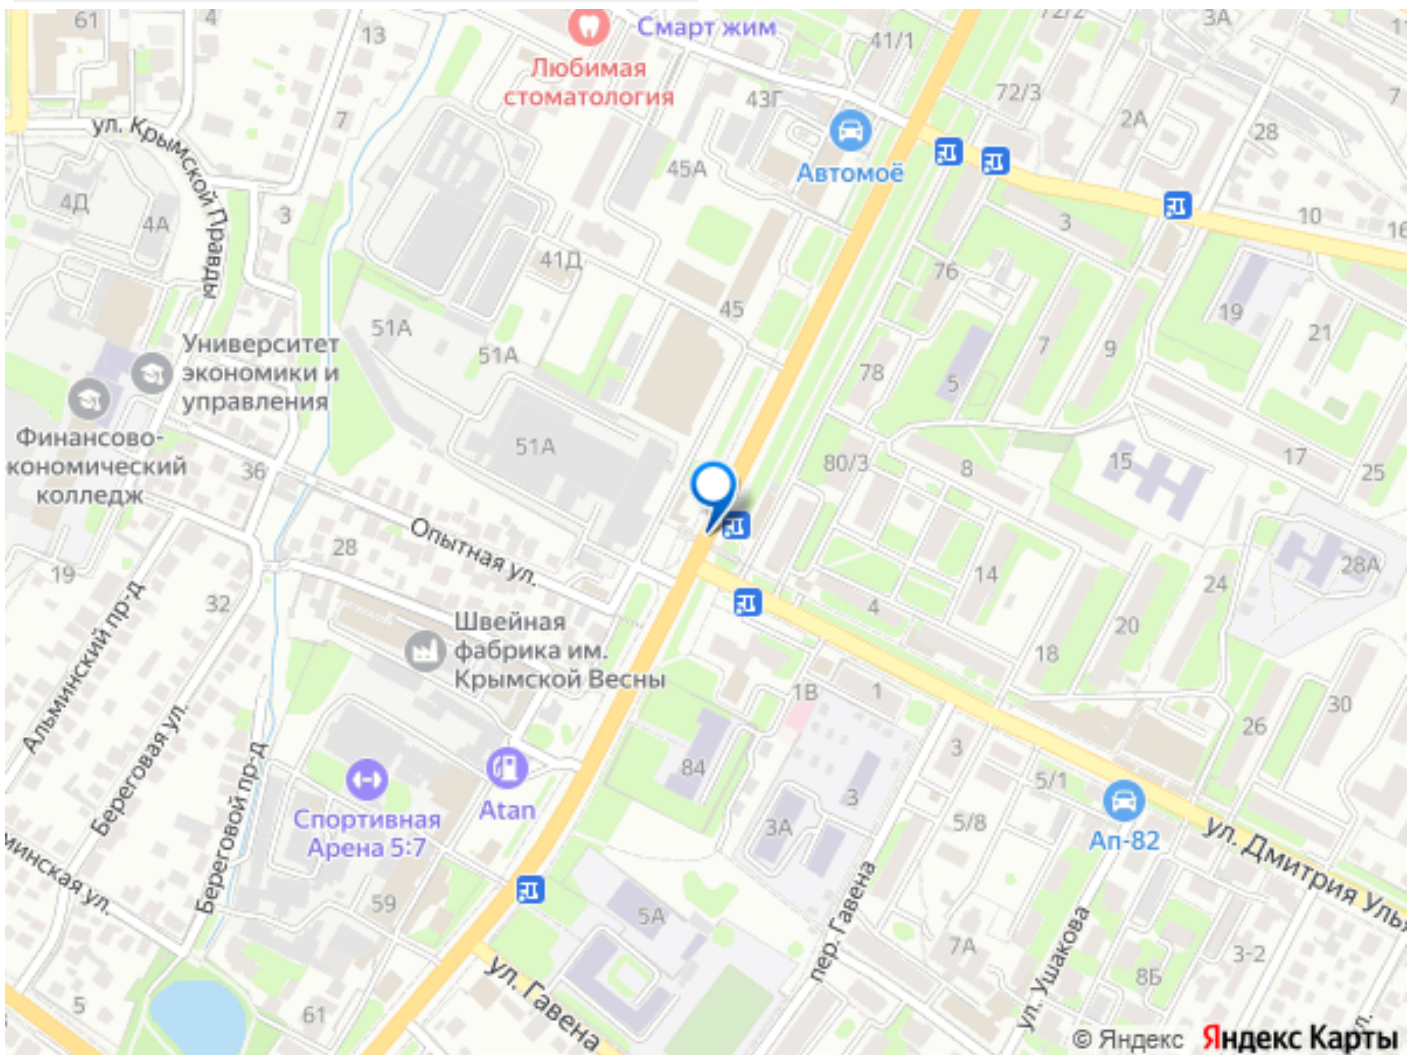 61
4
13
Смарт жим
41/1
72/2
3А
Любимая
стоматология
43Г
72/3
7
2А
28
7
ул. Крымской Правды
Автомоё
45А
4Д
4А
3
3
10
16
41Д
76
19
21
45
51А
51А
7
9
Университет
экономики и
управления
78
5
Финансово-
кономический
колледж
36
51А
80/3
8
15
17
25
Опытная ул.
28
19
32
14
24
28А
4
20
18
Швейная
фабрика им.
Крымской Весны
Альминский пр-д
Береговая ул.
Береговой пр-д
1В
1
30
26
3
84
5/1
Atan
3
3А
5/8
Ап-82
Спортивная
Арена 5:7
ул. Дмитрия Улья
минская ул.
59
5А
пер. Гавена
7А
ул. Ушакова
3-2
8Б
ул. Гавена
5
61
ул.
© Яндекс Яндекс Карты